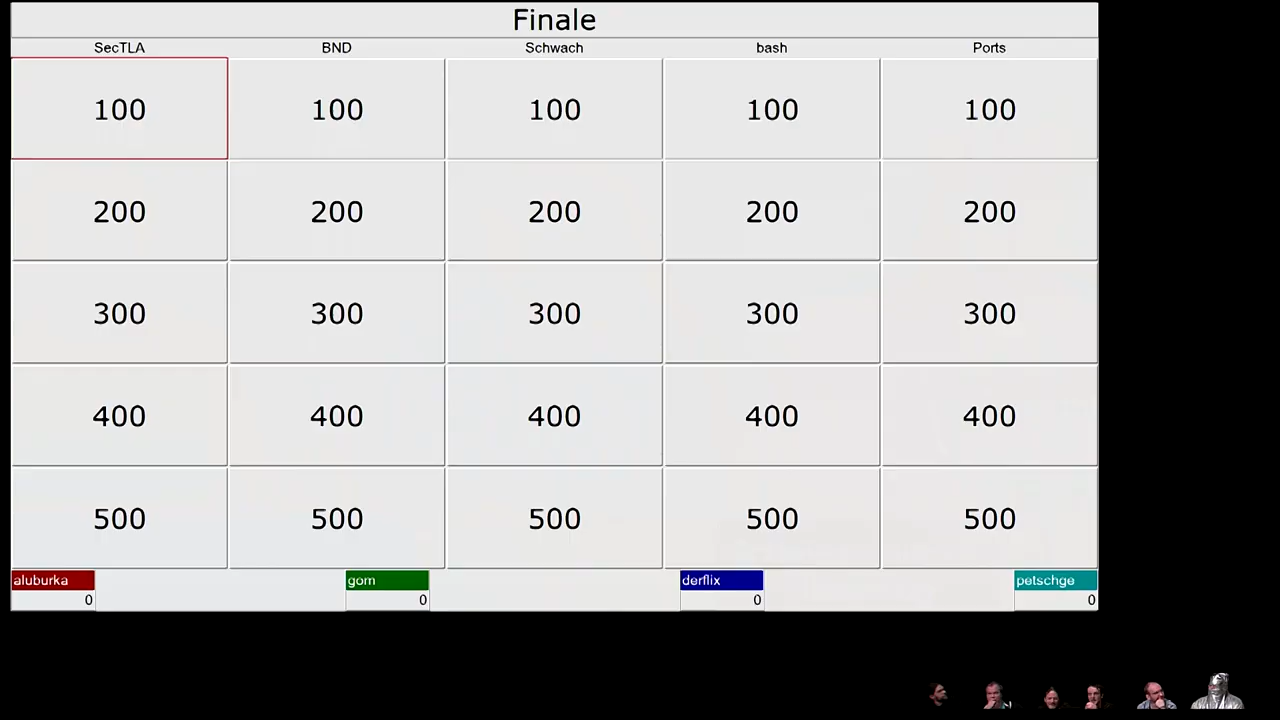 Finale
SecTLA BND Schwach bash Ports
100 100 100 100 100
200 200 200 200 200
300 300 300 300 300
400 400 400 400 400
500 500 500 500 500
aluburka gom derflix petschge
0 0 0 0